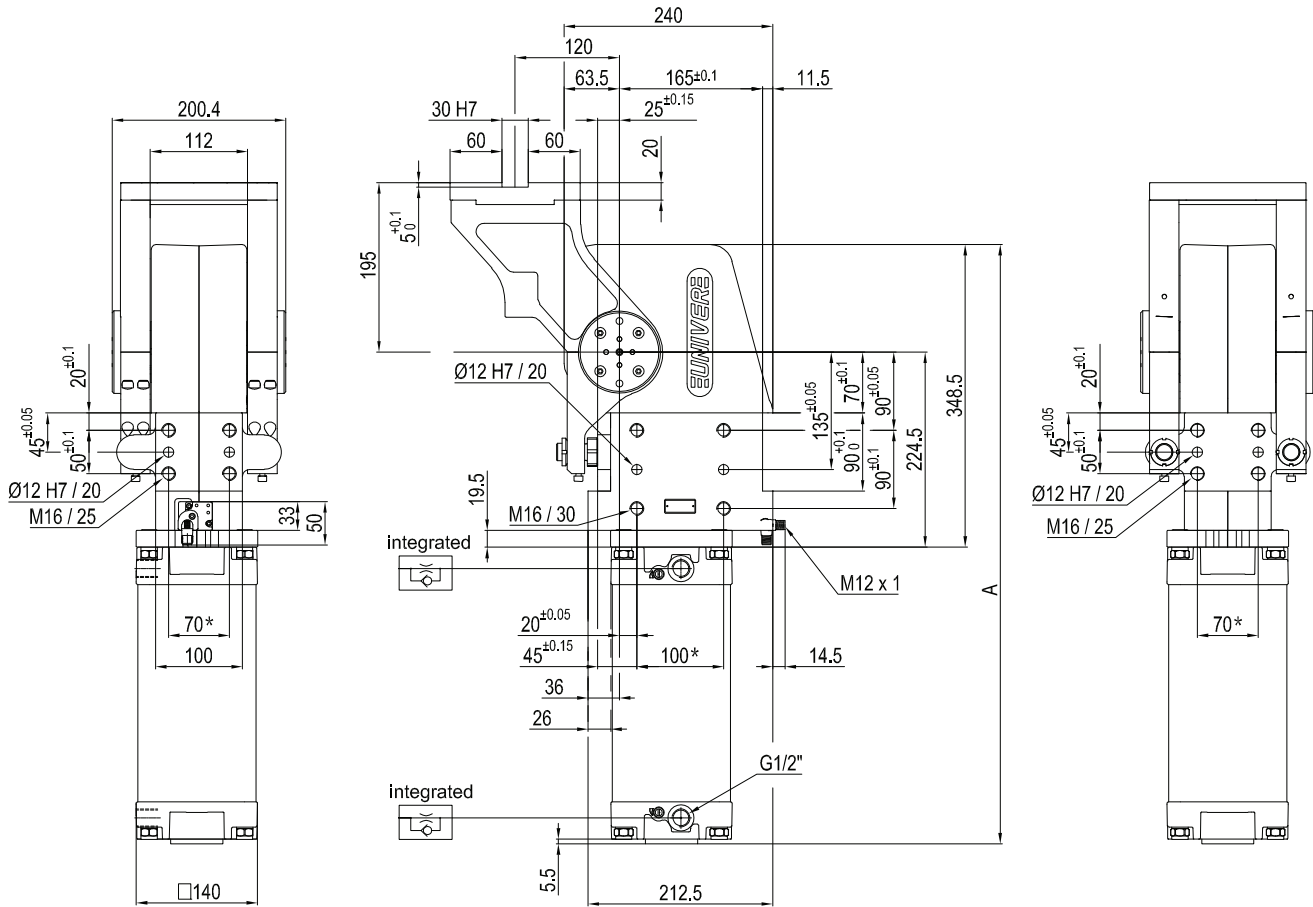 240
120
63.5
165±0.1
11.5
200.4
30 H7
25±0.15
112
60
60
20
195
5 +0.1 0
UNIVER
Ø12 H7 / 20
20±0.1
45±0.05
50±0.1
Ø12 H7 / 20
M16 / 25
33
50
135±0.05
70±0.1
90±0.05
90 +0.1 0
90±0.1
224.5
348.5
A
20±0.1
45±0.05
50±0.1
Ø12 H7 / 20
M16 / 25
19.5
M16 / 30
integrated
M12 x 1
70*
100
20±0.05
45±0.15
100*
14.5
36
26
70*
integrated
G1/2"
5.5
□140
212.5